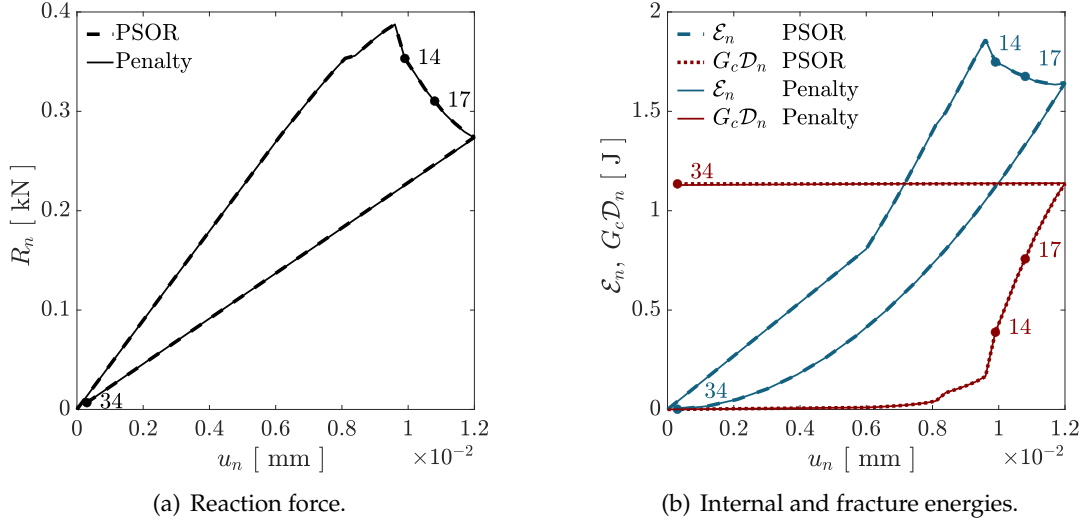 0.4
0.3
0.2
0.1
0
R_n [ kN ]
PSOR
Penalty
14
17
34
0 0.2 0.4 0.6 0.8 1 1.2
×10⁻²
u_n [ mm ]
(a) Reaction force.
2
1.5
1
0.5
0
ℰ_n, G_c𝒟_n [ J ]
ℰ_n PSOR
G_c𝒟_n PSOR
ℰ_n Penalty
G_c𝒟_n Penalty
14
17
34
17
14
34
0 0.2 0.4 0.6 0.8 1 1.2
×10⁻²
u_n [ mm ]
(b) Internal and fracture energies.